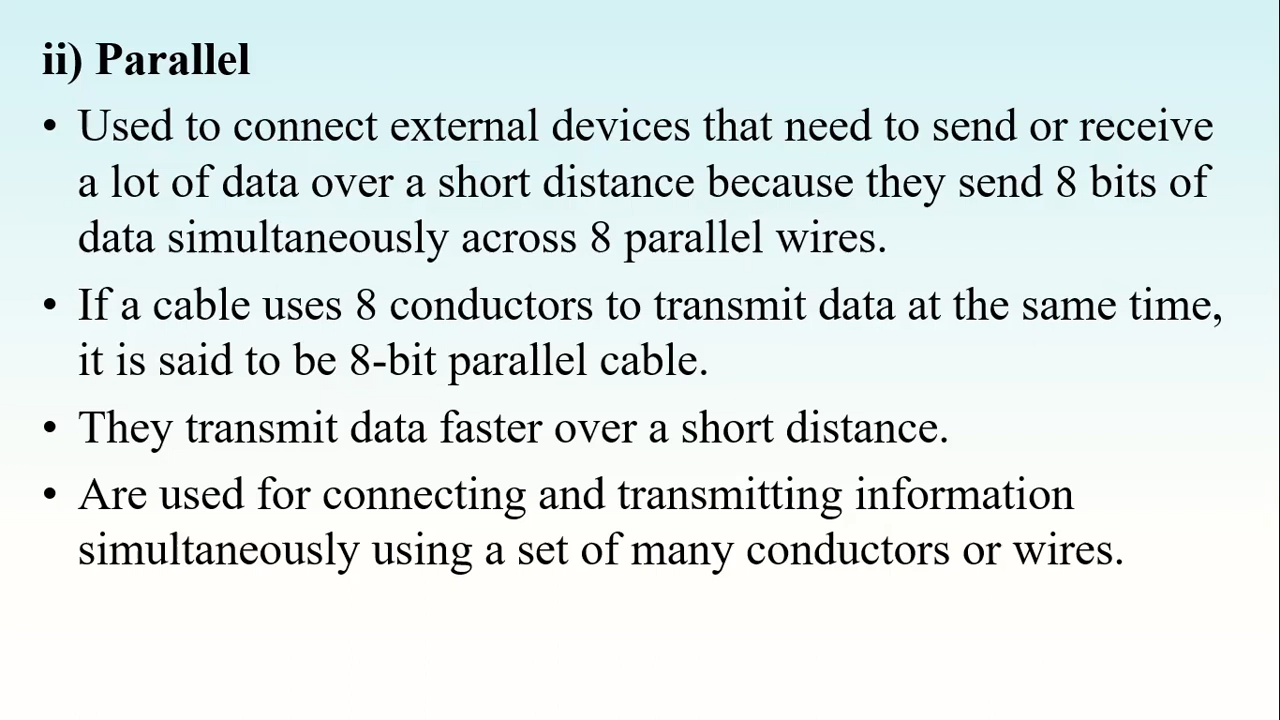 ii) Parallel
• Used to connect external devices that need to send or receive
a lot of data over a short distance because they send 8 bits of
data simultaneously across 8 parallel wires.
• If a cable uses 8 conductors to transmit data at the same time,
it is said to be 8-bit parallel cable.
• They transmit data faster over a short distance.
• Are used for connecting and transmitting information
simultaneously using a set of many conductors or wires.